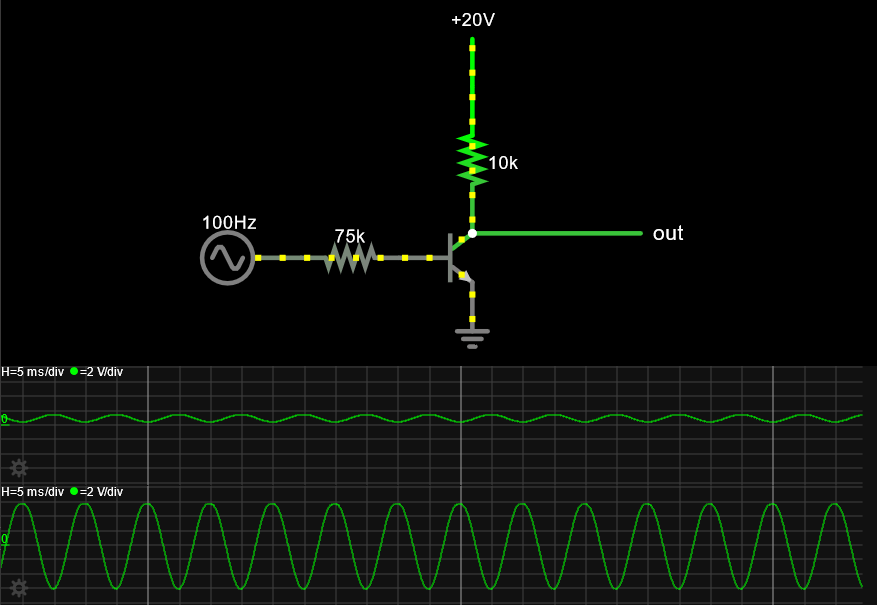 +20V
10k
100Hz
75k
out
H=5 ms/div =2 V/div
0
H=5 ms/div =2 V/div
0